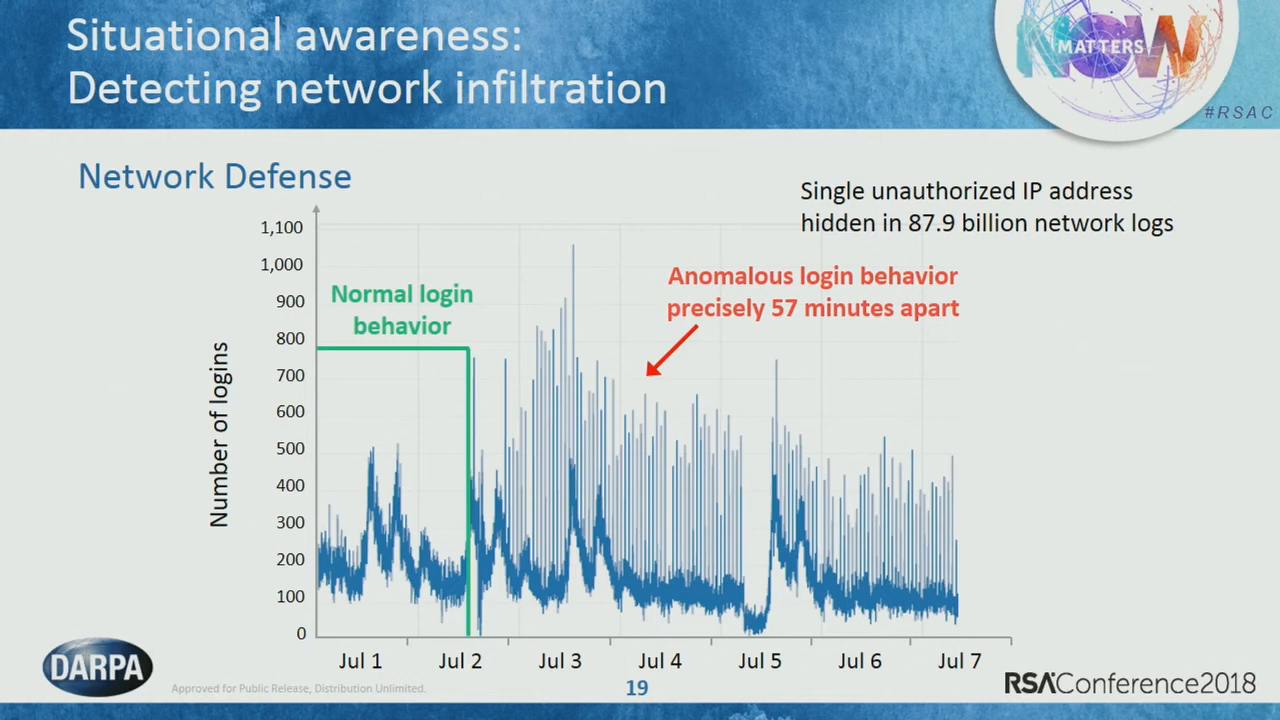 Situational awareness:
Detecting network infiltration
NOW
MATTERS
#RSAC
Network Defense
Single unauthorized IP address
hidden in 87.9 billion network logs
Anomalous login behavior
precisely 57 minutes apart
Normal login
behavior
Number of logins
1,100
1,000
900
800
700
600
500
400
300
200
100
0
Jul 1 Jul 2 Jul 3 Jul 4 Jul 5 Jul 6 Jul 7
DARPA
Approved for Public Release, Distribution Unlimited.
19
RSAConference2018